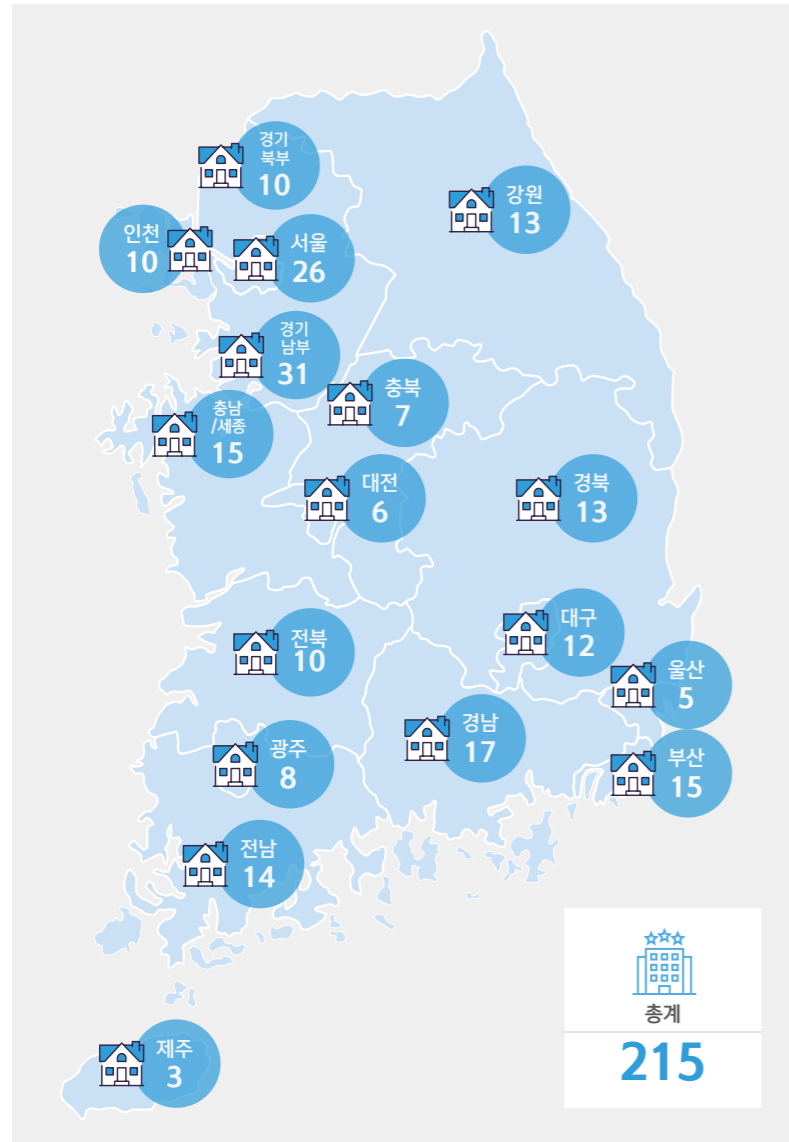 경기
북부
10
강원
13
인천
10
서울
26
경기
남부
31
충북
7
충남
/세종
15
대전
6
경북
13
대구
12
전북
10
울산
5
경남
17
광주
8
부산
15
전남
14
제주
3
총계
215